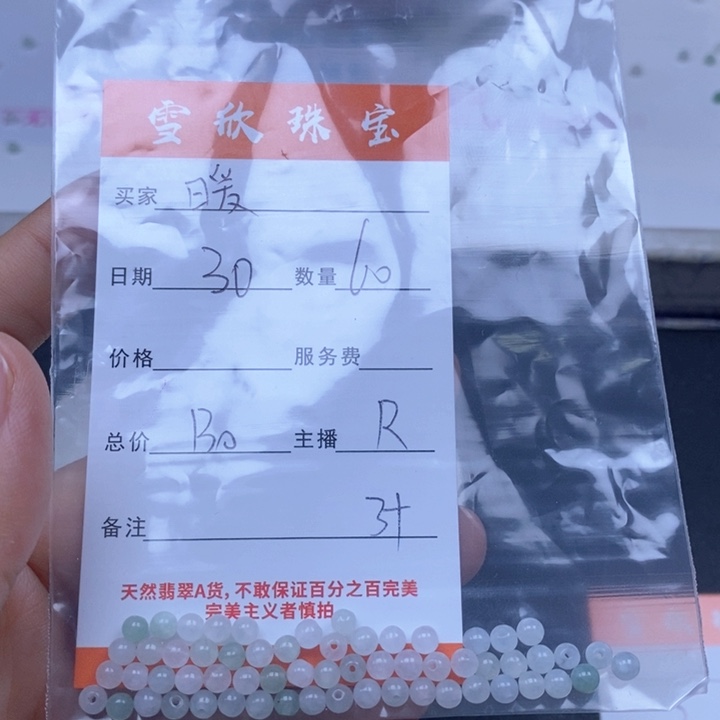 雪欣珠宝
买家 暖
日期 30 数量 60
价格 服务费
总价 130 主播 R
备注
天然翡翠A货，不敢保证百分之百完美
完美主义者慎拍